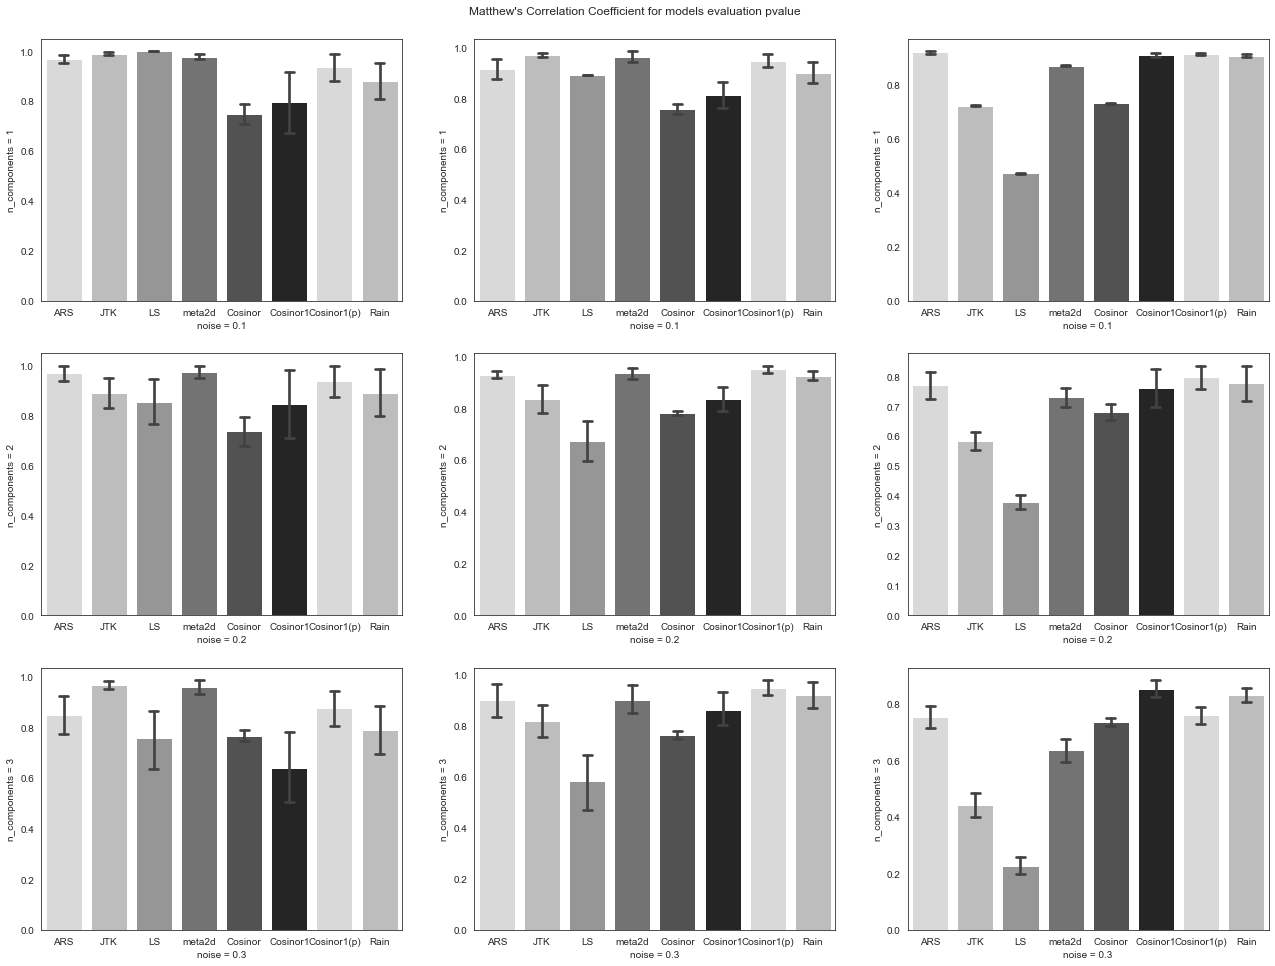 Matthew's Correlation Coefficient for models evaluation pvalue
n_components = 1
1.0
0.8
0.6
0.4
0.2
0.0
ARS JTK LS meta2d Cosinor Cosinor1 Cosinor1(p) Rain
noise = 0.1
n_components = 1
1.0
0.8
0.6
0.4
0.2
0.0
ARS JTK LS meta2d Cosinor Cosinor1 Cosinor1(p) Rain
noise = 0.1
n_components = 1
0.8
0.6
0.4
0.2
0.0
ARS JTK LS meta2d Cosinor Cosinor1 Cosinor1(p) Rain
noise = 0.1
n_components = 2
1.0
0.8
0.6
0.4
0.2
0.0
ARS JTK LS meta2d Cosinor Cosinor1 Cosinor1(p) Rain
noise = 0.2
n_components = 2
1.0
0.8
0.6
0.4
0.2
0.0
ARS JTK LS meta2d Cosinor Cosinor1 Cosinor1(p) Rain
noise = 0.2
n_components = 2
0.8
0.7
0.6
0.5
0.4
0.3
0.2
0.1
0.0
ARS JTK LS meta2d Cosinor Cosinor1 Cosinor1(p) Rain
noise = 0.2
n_components = 3
1.0
0.8
0.6
0.4
0.2
0.0
ARS JTK LS meta2d Cosinor Cosinor1 Cosinor1(p) Rain
noise = 0.3
n_components = 3
1.0
0.8
0.6
0.4
0.2
0.0
ARS JTK LS meta2d Cosinor Cosinor1 Cosinor1(p) Rain
noise = 0.3
n_components = 3
0.8
0.6
0.4
0.2
0.0
ARS JTK LS meta2d Cosinor Cosinor1 Cosinor1(p) Rain
noise = 0.3